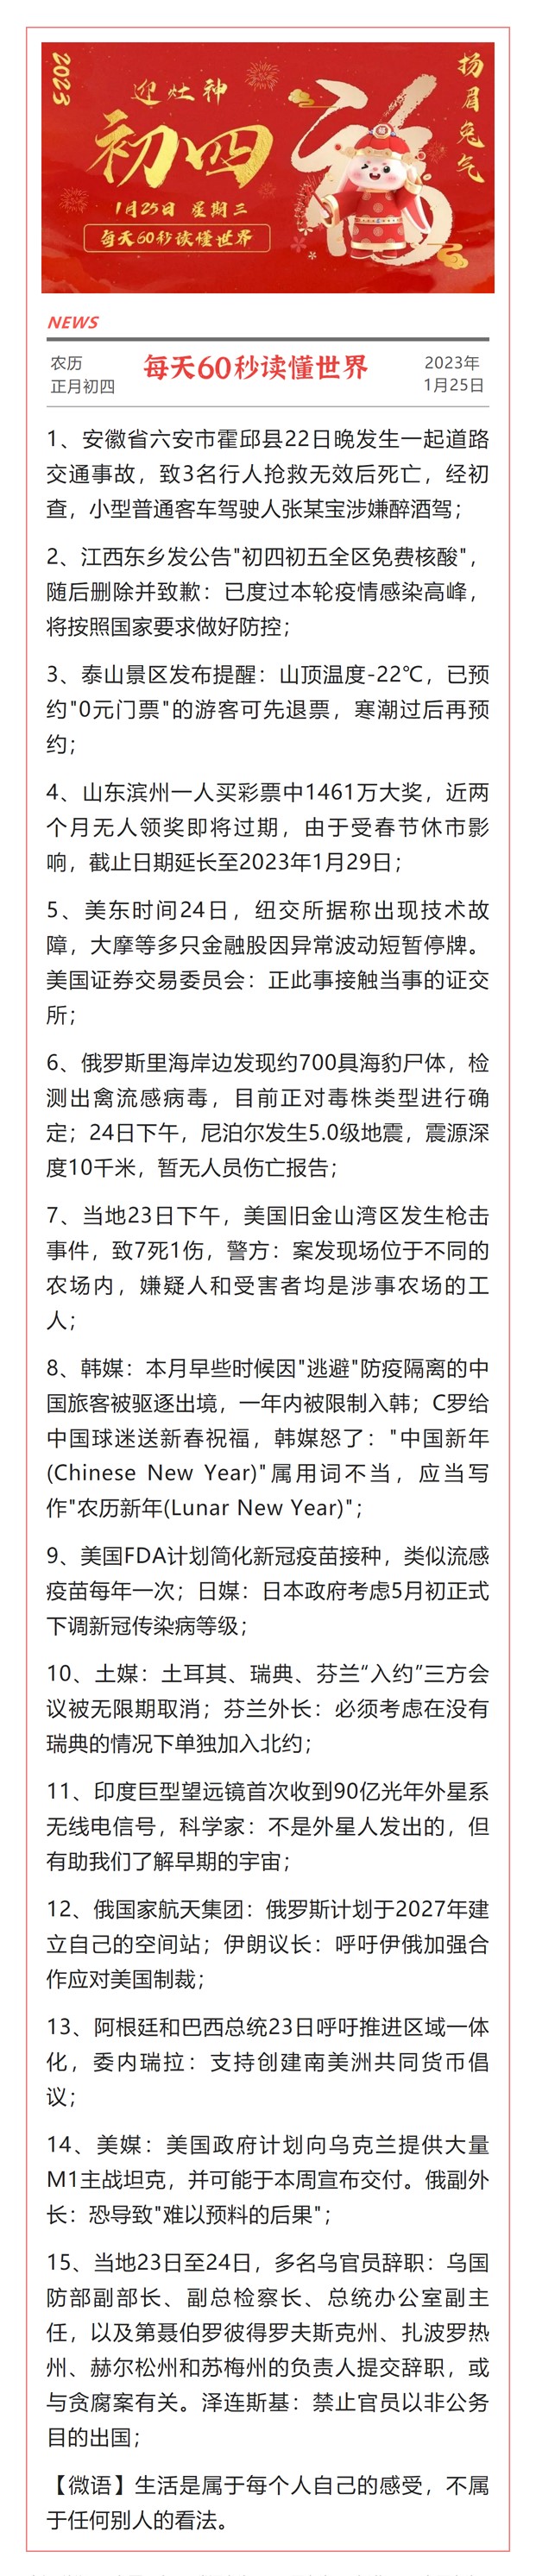 2023
迎灶神
初四
1月25日 星期三
每天60秒读懂世界
扬眉兔气
NEWS
农历
正月初四
每天60秒读懂世界
2023年
1月25日
1、安徽省六安市霍邱县22日晚发生一起道路
交通事故，致3名行人抢救无效后死亡，经初
查，小型普通客车驾驶人张某宝涉嫌醉酒驾；
2、江西东乡发公告"初四初五全区免费核酸"，
随后删除并致歉：已度过本轮疫情感染高峰，
将按照国家要求做好防控；
3、泰山景区发布提醒：山顶温度-22℃，已预
约"0元门票"的游客可先退票，寒潮过后再预
约；
4、山东滨州一人买彩票中1461万大奖，近两
个月无人领奖即将过期，由于受春节休市影
响，截止日期延长至2023年1月29日；
5、美东时间24日，纽交所据称出现技术故
障，大摩等多只金融股因异常波动短暂停牌。
美国证券交易委员会：正此事接触当事的证交
所；
6、俄罗斯里海岸边发现约700具海豹尸体，检
测出禽流感病毒，目前正对毒株类型进行确
定；24日下午，尼泊尔发生5.0级地震，震源深
度10千米，暂无人员伤亡报告；
7、当地23日下午，美国旧金山湾区发生枪击
事件，致7死1伤，警方：案发现场位于不同的
农场内，嫌疑人和受害者均是涉事农场的工
人；
8、韩媒：本月早些时候因"逃避"防疫隔离的中
国旅客被驱逐出境，一年内被限制入韩；C罗给
中国球迷送新春祝福，韩媒怒了："中国新年
(Chinese New Year)"属用词不当，应当写
作"农历新年(Lunar New Year)"；
9、美国FDA计划简化新冠疫苗接种，类似流感
疫苗每年一次；日媒：日本政府考虑5月初正式
下调新冠传染病等级；
10、土媒：土耳其、瑞典、芬兰“入约”三方会
议被无限期取消；芬兰外长：必须考虑在没有
瑞典的情况下单独加入北约；
11、印度巨型望远镜首次收到90亿光年外星系
无线电信号，科学家：不是外星人发出的，但
有助我们了解早期的宇宙；
12、俄国家航天集团：俄罗斯计划于2027年建
立自己的空间站；伊朗议长：呼吁伊俄加强合
作应对美国制裁；
13、阿根廷和巴西总统23日呼吁推进区域一体
化，委内瑞拉：支持创建南美洲共同货币倡
议；
14、美媒：美国政府计划向乌克兰提供大量
M1主战坦克，并可能于本周宣布交付。俄副外
长：恐导致"难以预料的后果"；
15、当地23日至24日，多名乌官员辞职：乌国
防部副部长、副总检察长、总统办公室副主
任，以及第聂伯罗彼得罗夫斯克州、扎波罗热
州、赫尔松州和苏梅州的负责人提交辞职，或
与贪腐案有关。泽连斯基：禁止官员以非公务
目的出国；
【微语】生活是属于每个人自己的感受，不属
于任何别人的看法。